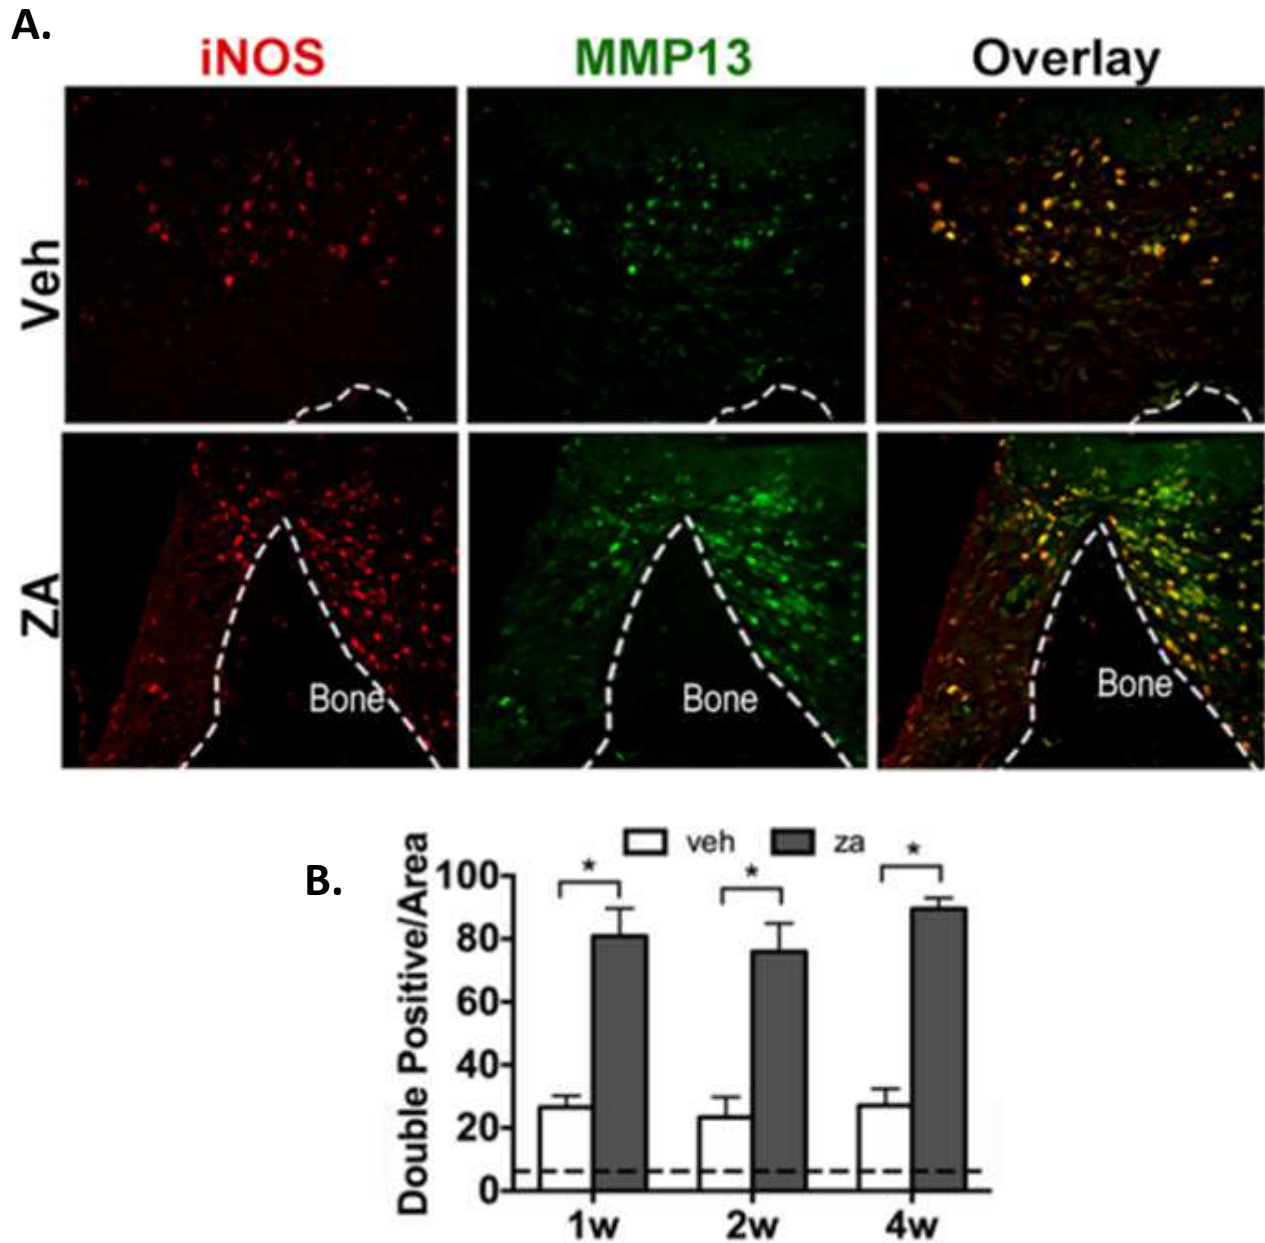 A.
iNOS MMP13 Overlay
Veh
ZA
Bone Bone Bone
B.
veh za
Double Positive/Area
* * *
100
80
60
40
20
0
1w 2w 4w